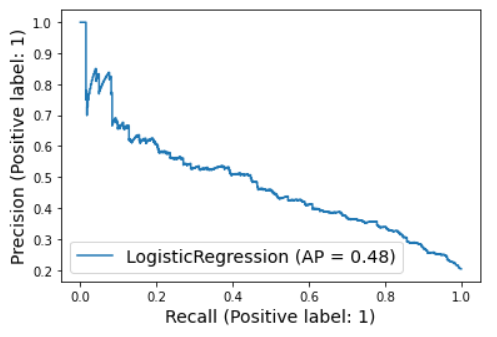 Precision (Positive label: 1)
1.0
0.9
0.8
0.7
0.6
0.5
0.4
0.3
0.2
LogisticRegression (AP = 0.48)
0.0 0.2 0.4 0.6 0.8 1.0
Recall (Positive label: 1)